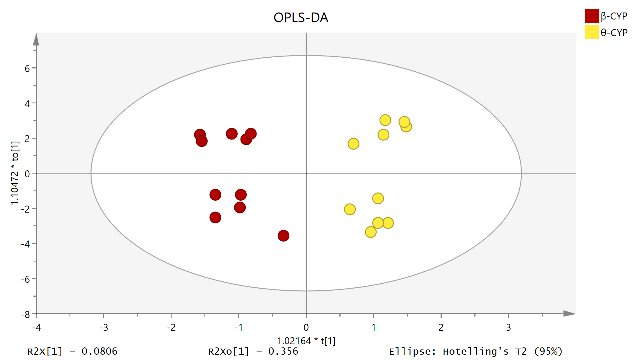 OPLS-DA
β-CYP
θ-CYP
1.10472 * to[1]
6
4
2
0
-2
-4
-6
-8
-4
-3
-2
-1
0
1
2
3
4
1.02164 * t[1]
R2X[1] - 0.0806
R2Xo[1] - 0.356
Ellipse: Hotelling's T2 (95%)